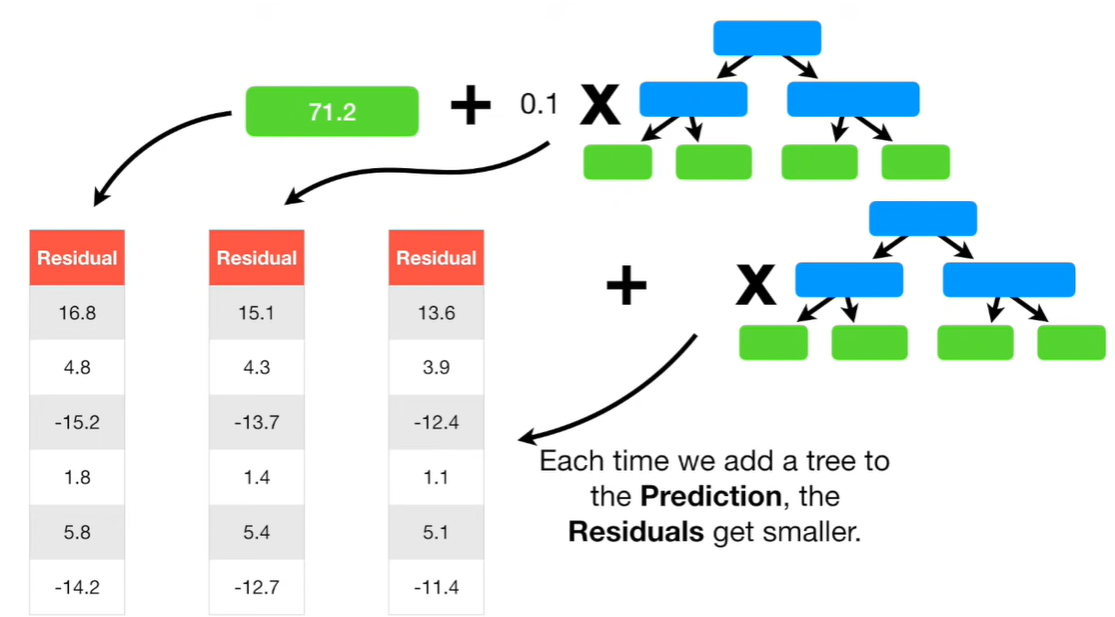 71.2
+ 0.1 X
+ X
Residual Residual Residual
16.8 15.1 13.6
4.8 4.3 3.9
-15.2 -13.7 -12.4
1.8 1.4 1.1
5.8 5.4 5.1
-14.2 -12.7 -11.4
Each time we add a tree to
the Prediction, the
Residuals get smaller.